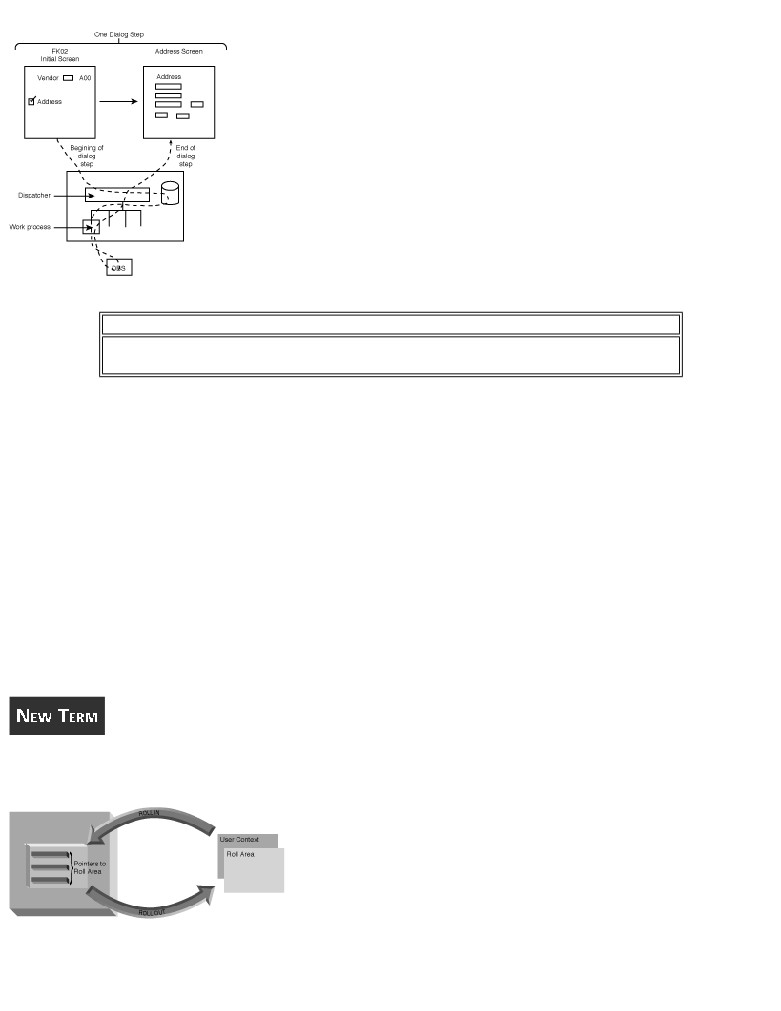 One Dialog Step
FK02
Initial Screen
Address Screen
Vendor
A00
Address
Address
Begining of
dialog
step
End of
dialog
step
Discatcher
Work process
DBS
NEW TERM
ROLLIN
User Context
Roll Area
Pointers to
Roll Area
ROLLOUT